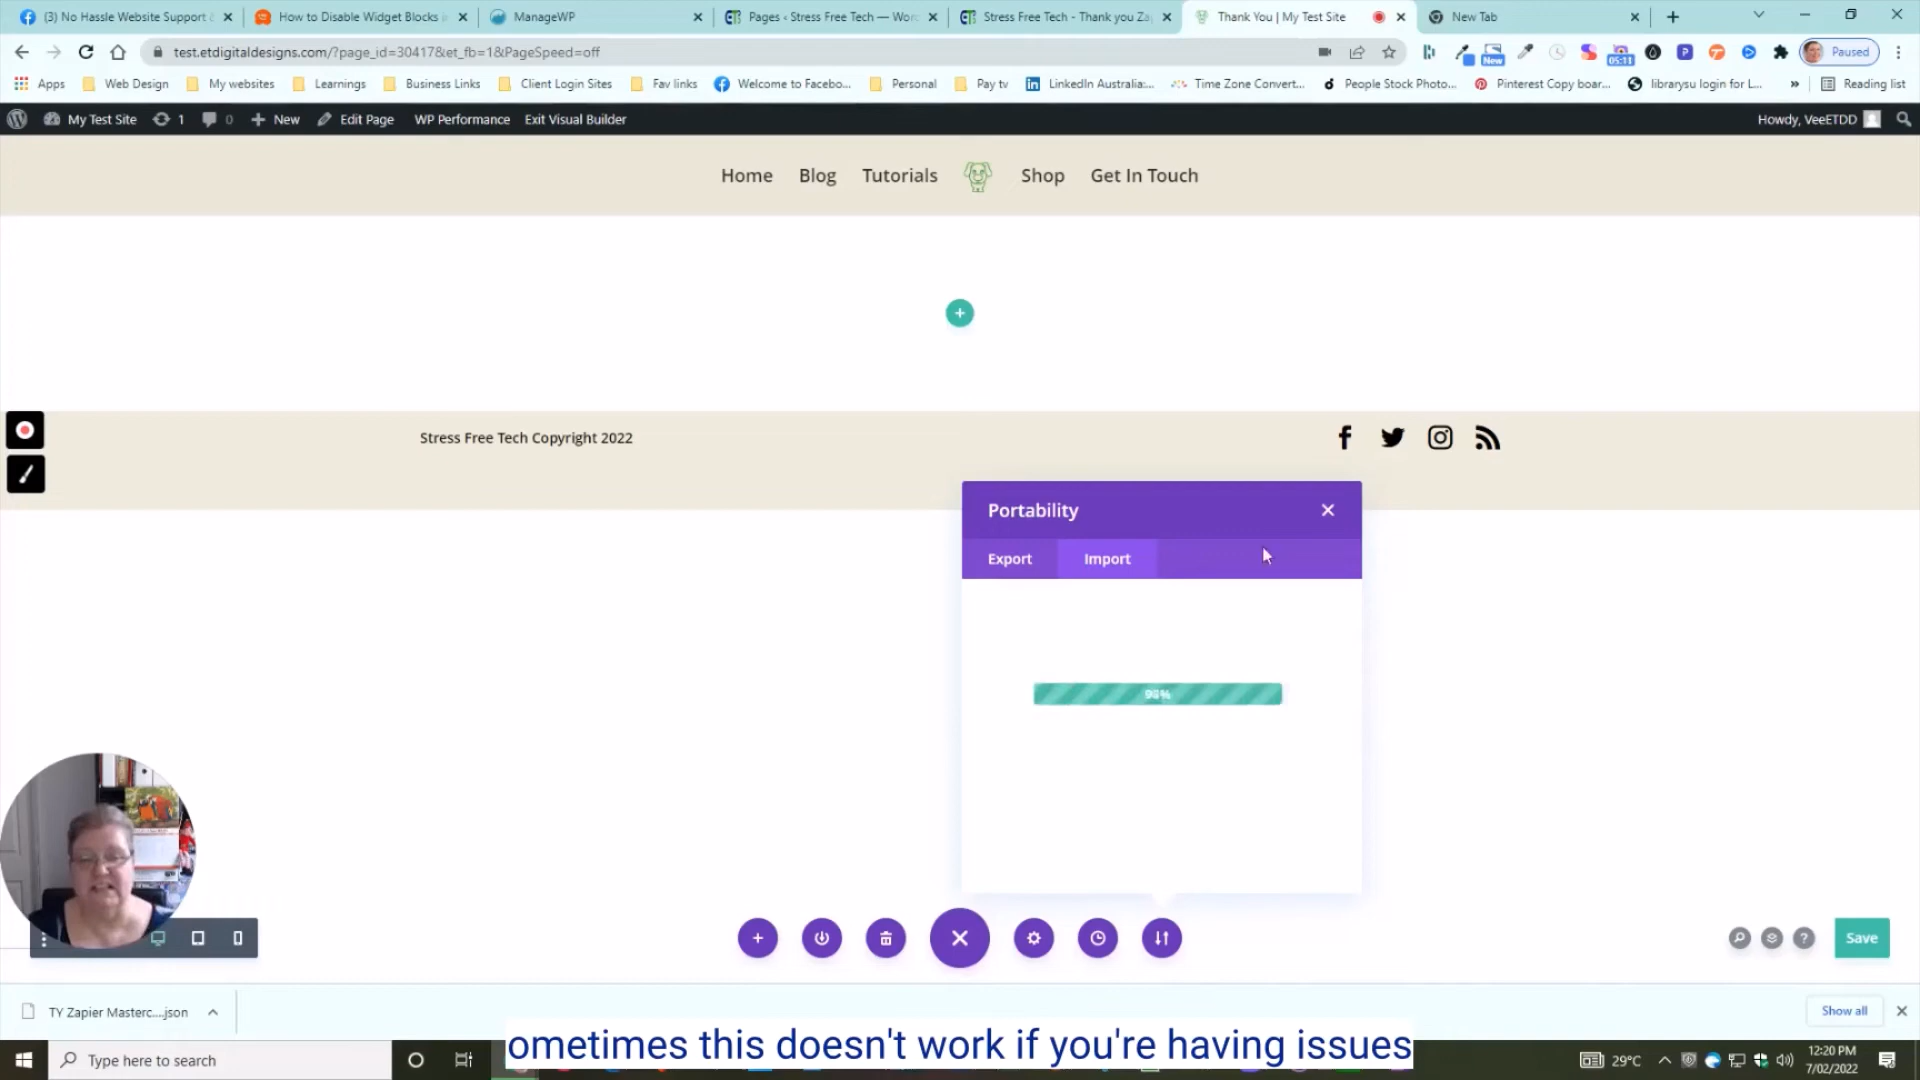 (3) No Hassle Website Support &
How to Disable Widget Blocks in
ManageWP
Pages ‹ Stress Free Tech — Wor
Stress Free Tech - Thank you Za
Thank You | My Test Site
New Tab
test.etdigitaldesigns.com/?page_id=30417&et_fb=1&PageSpeed=off
New
05:11
P
Paused
Apps
Web Design
My websites
Learnings
Business Links
Client Login Sites
Fav links
Welcome to Facebo...
Personal
Pay tv
LinkedIn Australia:...
Time Zone Convert...
People Stock Photo...
Pinterest Copy boar...
librarysu login for L...
»
Reading list
My Test Site
1
0
New
Edit Page
WP Performance
Exit Visual Builder
Howdy, VeeETDD
Home
Blog
Tutorials
Shop
Get In Touch
Stress Free Tech Copyright 2022
Portability
Export
Import
98%
Save
TY Zapier Masterc....json
Show all
ometimes this doesn't work if you're having issues
Type here to search
29°C
12:20 PM
7/02/2022